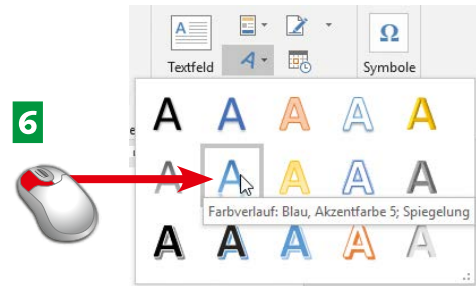 A
A
Ω
Textfeld
Symbole
6
A A A A A
A A A A A
Farbverlauf: Blau, Akzentfarbe 5; Spiegelung
A A A A A